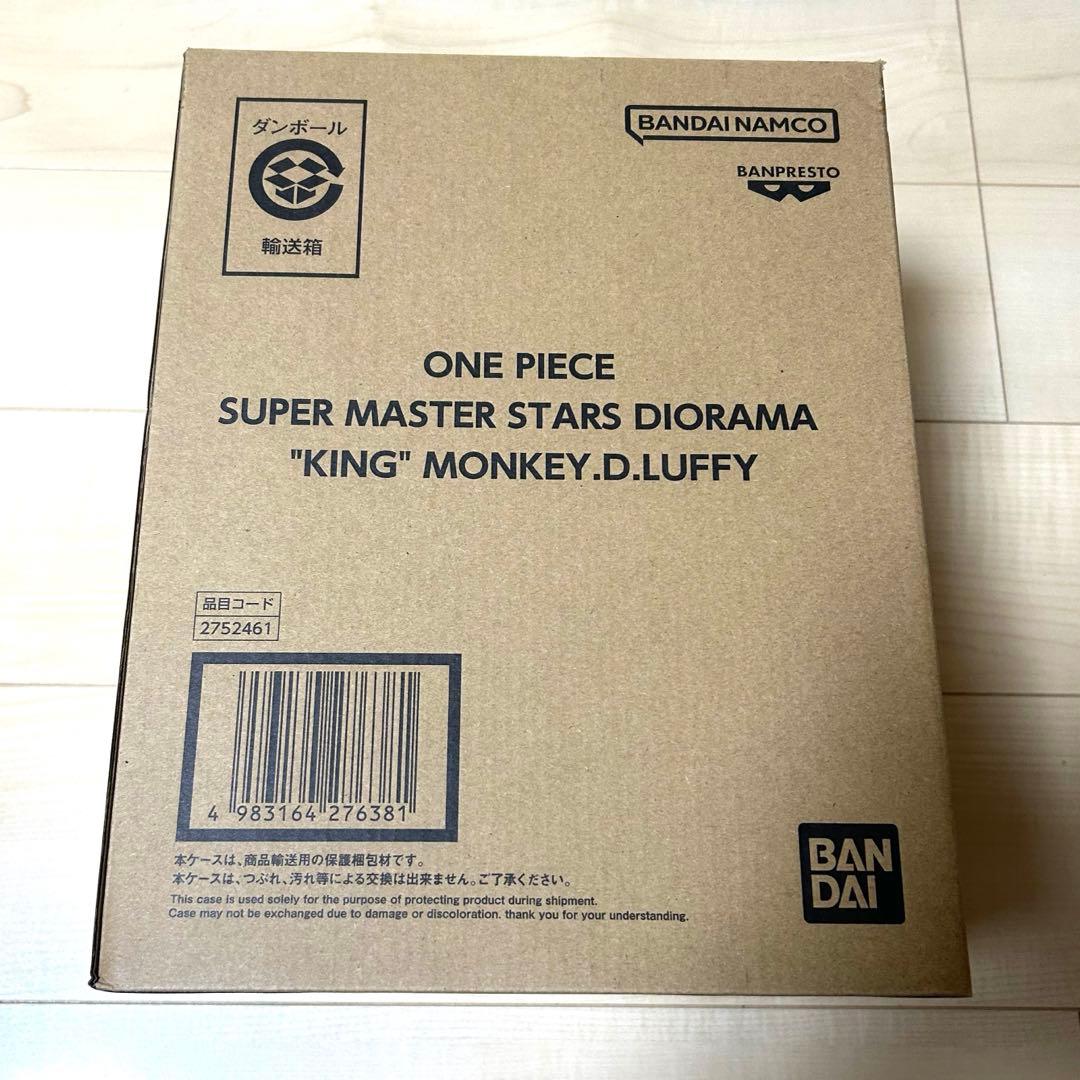 ダンボール
輸送箱
BANDAI NAMCO
BANPRESTO
ONE PIECE
SUPER MASTER STARS DIORAMA
"KING" MONKEY.D.LUFFY
品目コード
2752461
4 983164 276381
本ケースは、商品輸送用の保護梱包材です。
本ケースは、つぶれ、汚れ等による交換は出来ません。ご了承ください。
This case is used solely for the purpose of protecting product during shipment.
Case may not be exchanged due to damage or discoloration. thank you for your understanding.
BAN
DAI